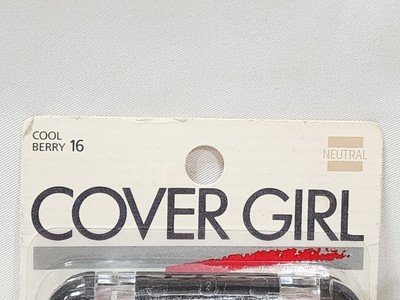 COOL
BERRY 16
NEUTRAL
COVER GIRL